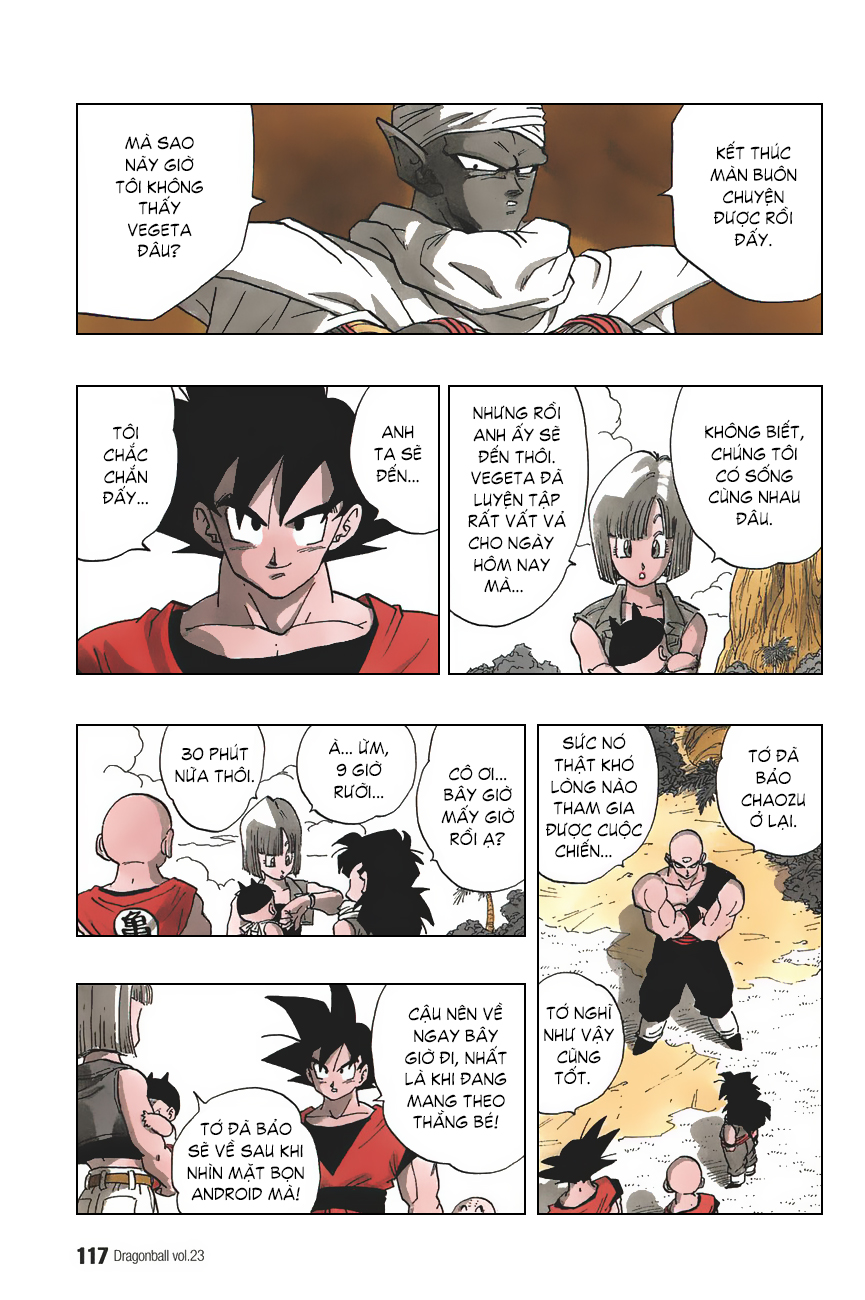 KẾT THÚC
MÀN BUÔN
CHUYỆN
ĐƯỢC RỒI
ĐẤY.
MÀ SAO
NÃY GIỜ
TÔI KHÔNG
THẤY
VEGETA
ĐÂU?
KHÔNG BIẾT,
CHÚNG TÔI
CÓ SỐNG
CÙNG NHAU
ĐÂU.
NHƯNG RỒI
ANH ẤY SẼ
ĐẾN THÔI.
VEGETA ĐÃ
LUYỆN TẬP
RẤT VẤT VẢ
CHO NGÀY
HÔM NAY
MÀ...
ANH
TA SẼ
ĐẾN...
TÔI
CHẮC
CHẮN
ĐẤY...
TỚ ĐÃ
BẢO
CHAOZU
Ở LẠI.
SỨC NÓ
THẬT KHÓ
LÒNG NÀO
THAM GIA
ĐƯỢC CUỘC
CHIẾN...
TỚ NGHĨ
NHƯ VẬY
CŨNG
TỐT.
CÔ ƠI...
BÂY GIỜ
MẤY GIỜ
RỒI Ạ?
À... ỪM,
9 GIỜ
RƯỠI...
30 PHÚT
NỮA THÔI.
亀
CẬU NÊN VỀ
NGAY BÂY
GIỜ ĐI, NHẤT
LÀ KHI ĐANG
MANG THEO
THẰNG BÉ!
TỚ ĐÃ BẢO
SẼ VỀ SAU KHI
NHÌN MẶT BỌN
ANDROID MÀ!
117 Dragonball vol.23